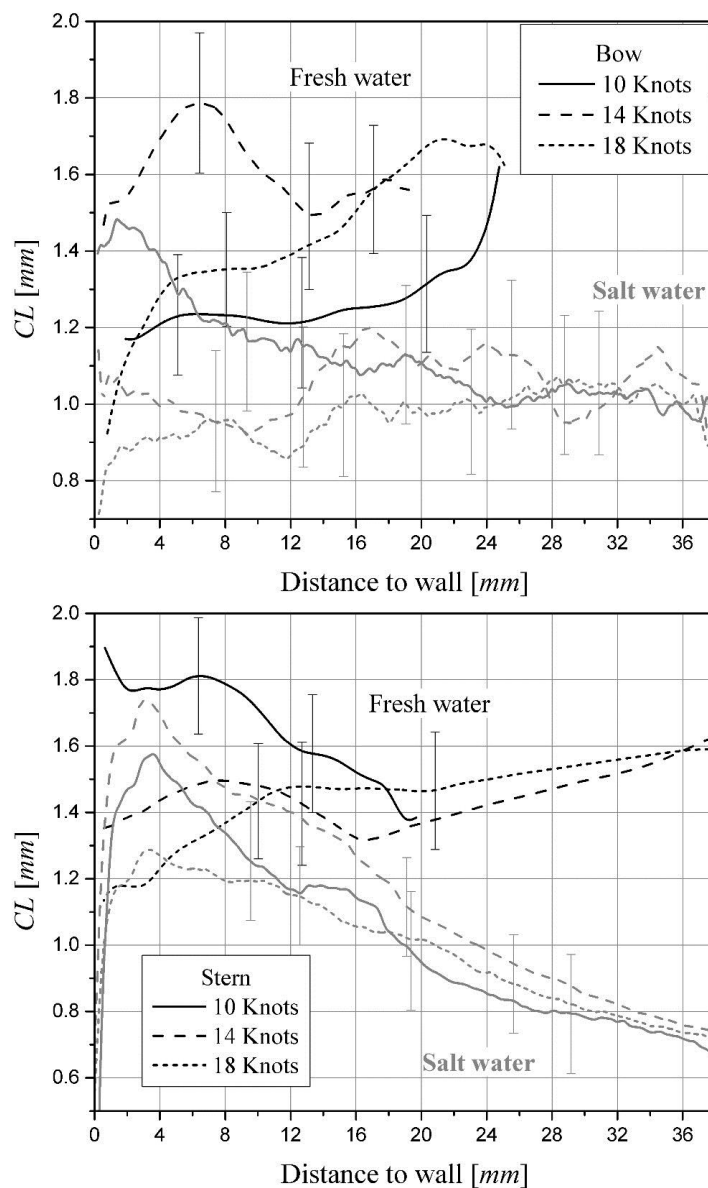 2.0
1.8
1.6
1.4
1.2
1.0
0.8
CL [mm]
Fresh water
Bow
10 Knots
14 Knots
18 Knots
Salt water
0 4 8 12 16 20 24 28 32 36
Distance to wall [mm]
2.0
1.8
1.6
1.4
1.2
1.0
0.8
0.6
CL [mm]
Fresh water
Stern
10 Knots
14 Knots
18 Knots
Salt water
0 4 8 12 16 20 24 28 32 36
Distance to wall [mm]